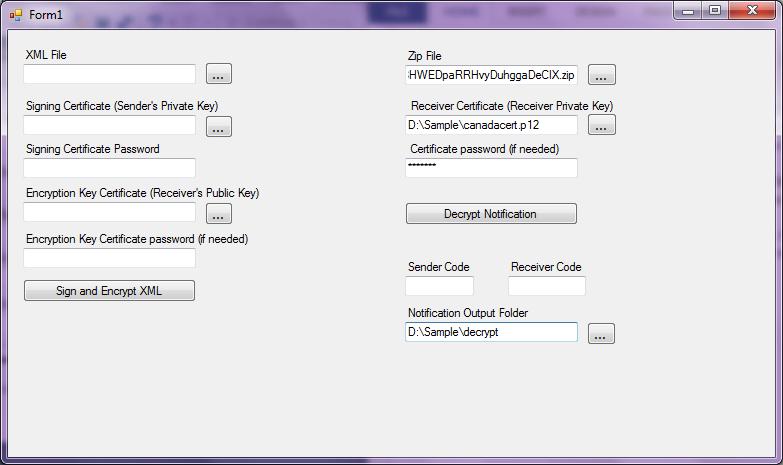 Form1
XML File
...
Signing Certificate (Sender's Private Key)
...
Signing Certificate Password
Encryption Key Certificate (Receiver's Public Key)
...
Encryption Key Certificate password (if needed)
Sign and Encrypt XML
Zip File
HWEDpaRRHvyDuhggaDeCIX.zip
...
Receiver Certificate (Receiver Private Key)
D:\Sample\canadacert.p12
...
Certificate password (if needed)
*******
Decrypt Notification
Sender Code Receiver Code
Notification Output Folder
D:\Sample\decrypt
...